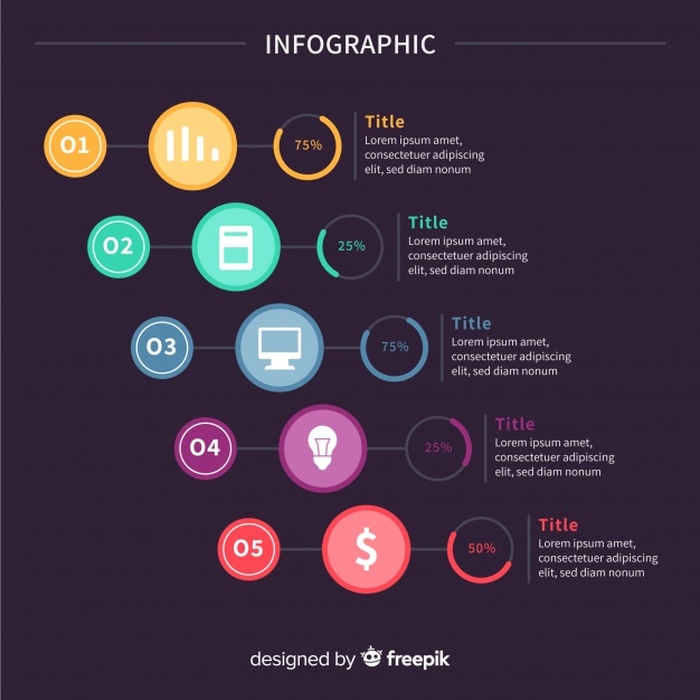 INFOGRAPHIC
01
75%
Title
Lorem ipsum amet,
consectetuer adipiscing
elit, sed diam nonum
02
25%
Title
Lorem ipsum amet,
consectetuer adipiscing
elit, sed diam nonum
03
75%
Title
Lorem ipsum amet,
consectetuer adipiscing
elit, sed diam nonum
04
25%
Title
Lorem ipsum amet,
consectetuer adipiscing
elit, sed diam nonum
05
$
50%
Title
Lorem ipsum amet,
consectetuer adipiscing
elit, sed diam nonum
designed by freepik